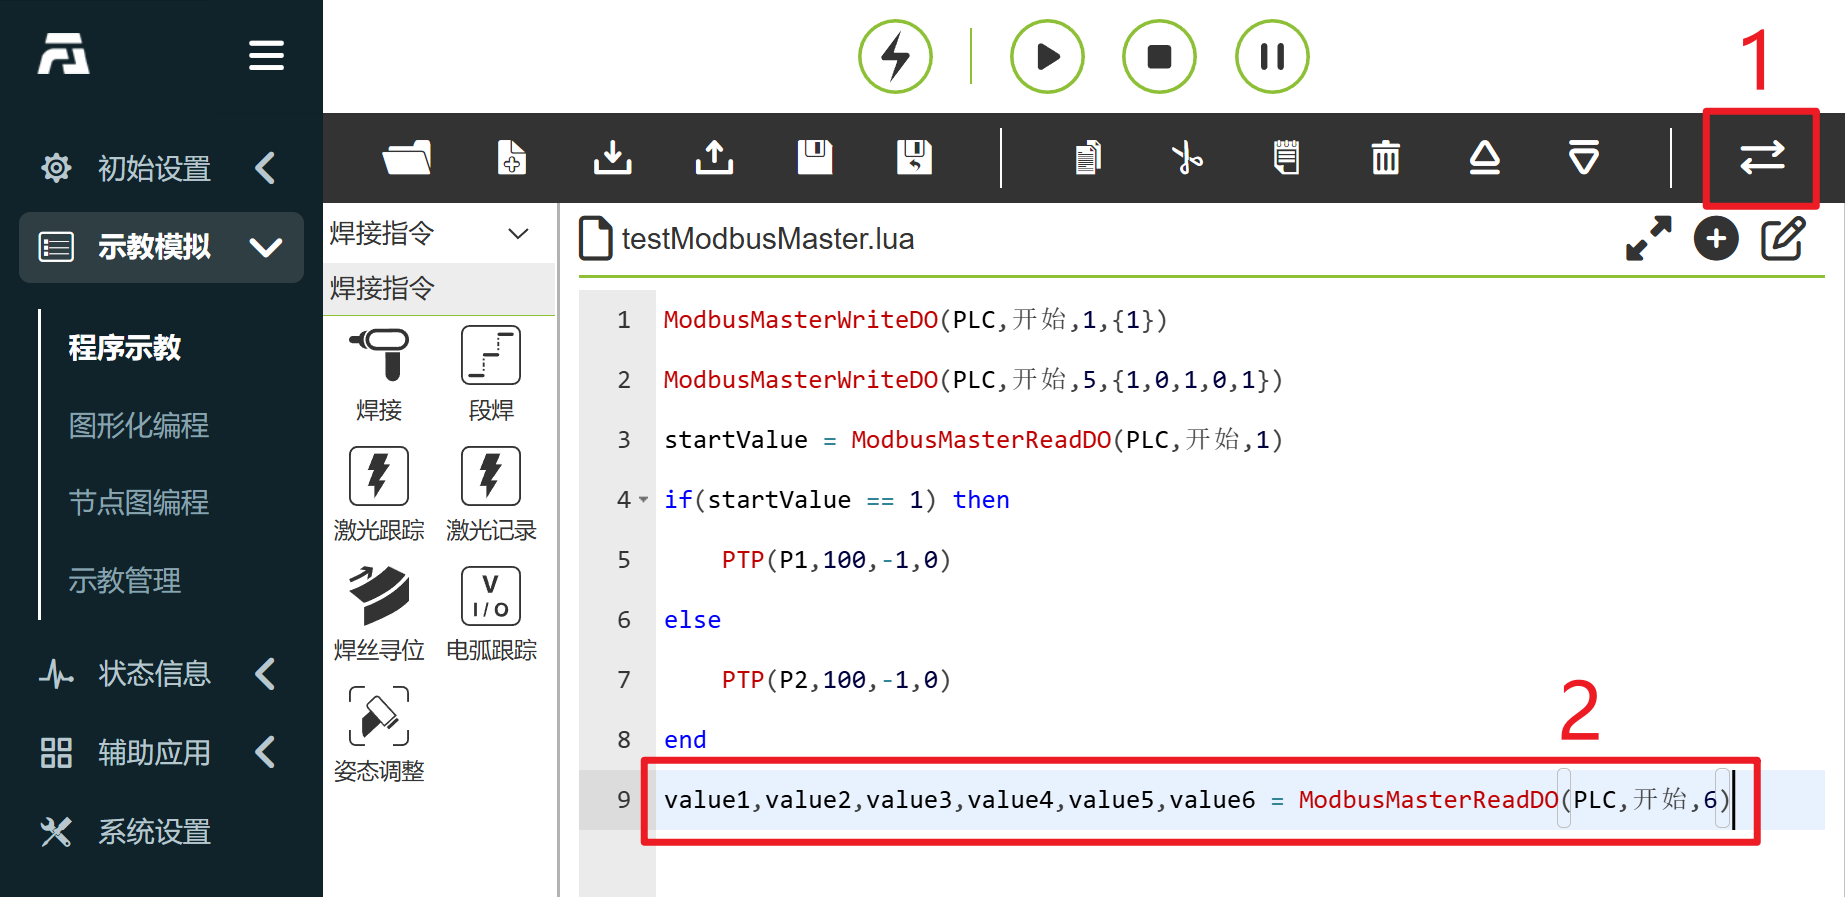 1
初始设置
示教模拟
程序示教
图形化编程
节点图编程
示教管理
状态信息
辅助应用
系统设置
焊接指令
焊接指令
焊接
段焊
激光跟踪
激光记录
焊丝寻位
V
I/O
电弧跟踪
姿态调整
testModbusMaster.lua
1 ModbusMasterWriteDO(PLC,开始,1,{1})
2 ModbusMasterWriteDO(PLC,开始,5,{1,0,1,0,1})
3 startValue = ModbusMasterReadDO(PLC,开始,1)
4 if(startValue == 1) then
5 PTP(P1,100,-1,0)
6 else
7 PTP(P2,100,-1,0)
8 end
2
9 value1,value2,value3,value4,value5,value6 = ModbusMasterReadDO(PLC,开始,6)